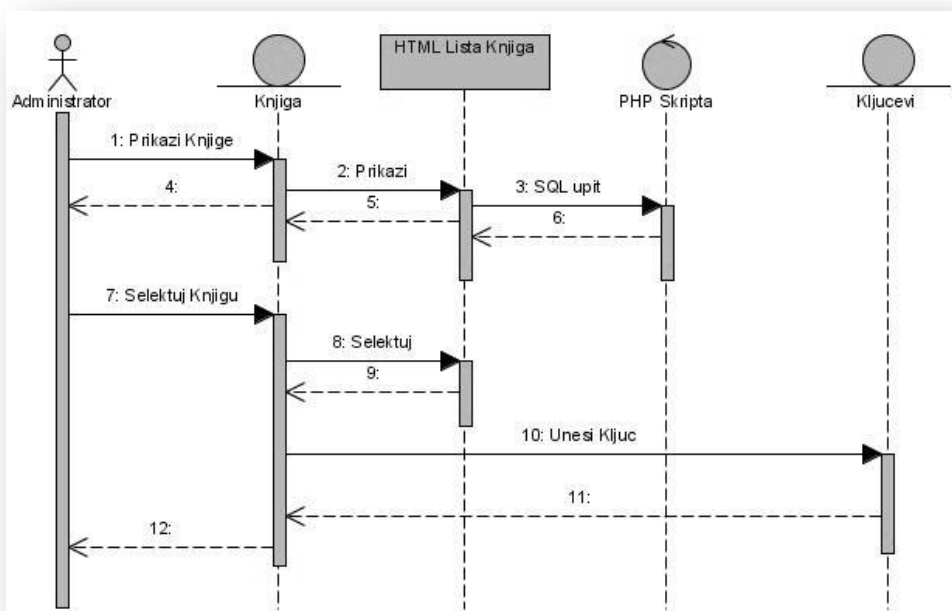 HTML Lista Knjiga
Administrator
Knjiga
PHP Skripta
Kljucevi
1: Prikazi Knjige
2: Prikazi
3: SQL upit
4:
5:
6:
7: Selektuj Knjigu
8: Selektuj
9:
10: Unesi Kljuc
11:
12: